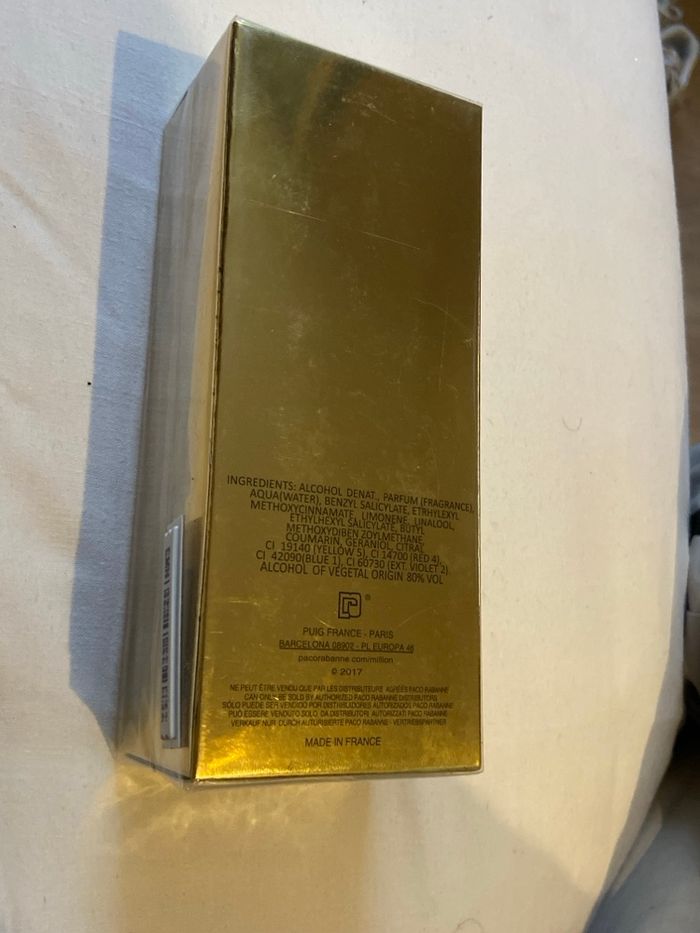 INGREDIENTS: ALCOHOL DENAT., PARFUM (FRAGRANCE),
AQUA(WATER), BENZYL SALICYLATE, ETRHYLEXYL
METHOXYCINNAMATE, LIMONENE, LINALOOL,
ETHYLHEXYL SALICYLATE, BUTYL
METHOXYDIBEN ZOYLMETHANE,
COUMARIN, GERANIOL, CITRAL,
CI 19140 (YELLOW 5), CI 14700 (RED 4),
CI 42090(BLUE 1), CI 60730 (EXT. VIOLET 2)
ALCOHOL OF VEGETAL ORIGIN 80% VOL
®
PUIG FRANCE - PARIS
BARCELONA 08902 - PL EUROPA 46
pacorabanne.com/million
© 2017
NE PEUT ÊTRE VENDU QUE PAR LES DISTRIBUTEURS AGRÉÉS PACO RABANNE
CAN ONLY BE SOLD BY AUTHORIZED PACO RABANNE DISTRIBUTORS
SÓLO PUEDE SER VENDIDO POR DISTRIBUIDORES AUTORIZADOS PACO RABANNE
PUÒ ESSERE VENDUTO SOLO DA DISTRIBUTORI AUTORIZZATI PACO RABANNE
VERKAUF NUR DURCH AUTORISIERTE PACO RABANNE - VERTRIEBSPARTNER
MADE IN FRANCE